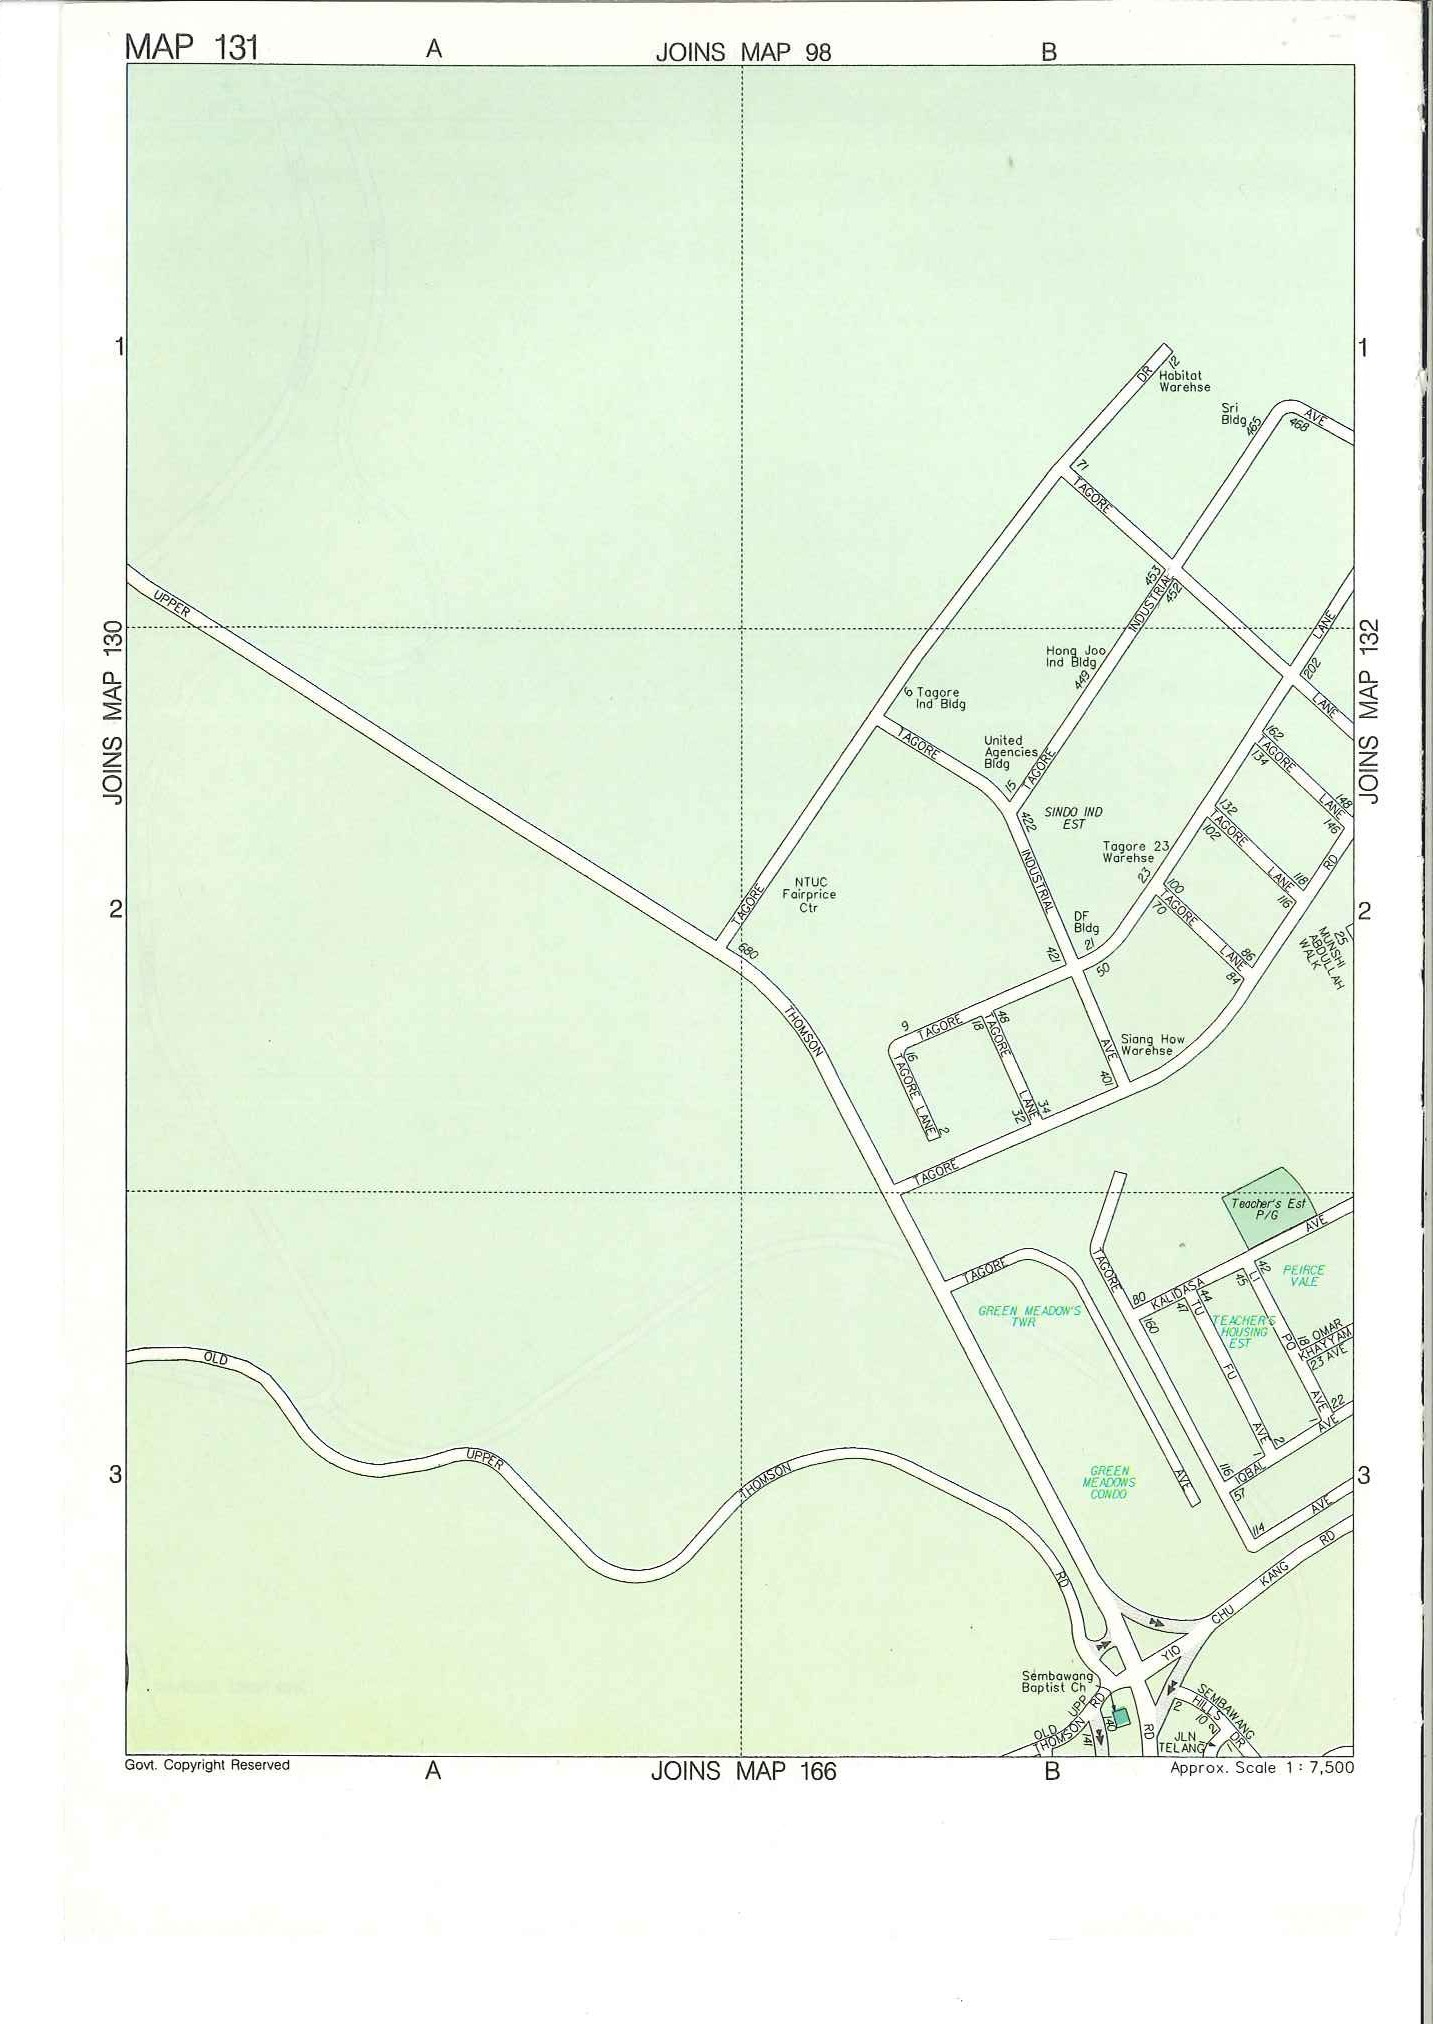 MAP 131
A
JOINS MAP 98
B
1
1
DR
12
Habitat
Warehse
Sri
Bldg
465
AVE
468
71
TAGORE
453
INDUSTRIAL
452
UPPER
LANE
JOINS MAP 130
JOINS MAP 132
Hong Joo
Ind Bldg
449
202
6 Tagore
Ind Bldg
LANE
TAGORE
United
Agencies
Bldg
15
TAGORE
162
TAGORE
134
LANE
148
146
422
SINDO IND
EST
132
TAGORE
102
LANE
118
116
RD
INDUSTRIAL
Tagore 23
Warehse
23
100
TAGORE
70
LANE
86
84
NTUC
Fairprice
Ctr
TAGORE
680
2
2
DF
Bldg
21
421
50
25
MUNSHI
ABDULLAH
WALK
THOMSON
9
TAGORE
16
TAGORE LANE
2
18
48
TAGORE
LANE
32
34
AVE
401
Siang How
Warehse
TAGORE
Teacher's Est
P/G
AVE
TAGORE
TAGORE
80
KALIDASA
160
44
47
TU
FU
AVE
45
42
LI
PO
AVE
PEIRCE
VALE
GREEN MEADOW'S
TWR
TEACHER'S
HOUSING
EST
18 OMAR
KHAYYAM
23 AVE
1
22
AVE
1
2
116
IQBAL
57
114
AVE
OLD
UPPER
THOMSON
RD
3
3
GREEN
MEADOWS
CONDO
AVE
RD
KANG
CHU
YIO
Sembawang
Baptist Ch
OLD
UPP
THOMSON
RD
140
141
RD
2
SEMBAWANG
HILLS
DR
10
2
1
JLN
TELANG
Govt. Copyright Reserved
A
JOINS MAP 166
B
Approx. Scale 1 : 7,500